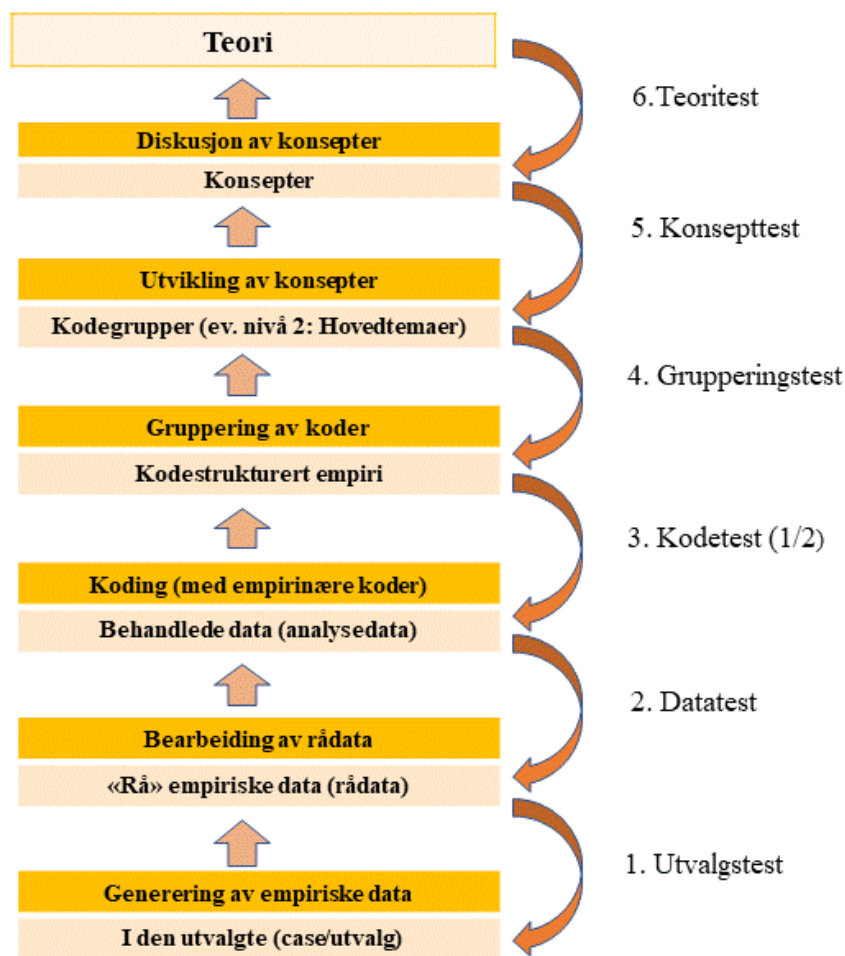 Teori
6.Teoritest
Diskusjon av konsepter
Konsepter
5. Konsepttest
Utvikling av konsepter
Kodegrupper (ev. nivå 2: Hovedtemaer)
4. Grupperingstest
Gruppering av koder
Kodestrukturert empiri
3. Kodetest (1/2)
Koding (med empirinære koder)
Behandlede data (analysedata)
2. Datatest
Bearbeiding av rådata
«Rå» empiriske data (rådata)
1. Utvalgstest
Generering av empiriske data
I den utvalgte (case/utvalg)